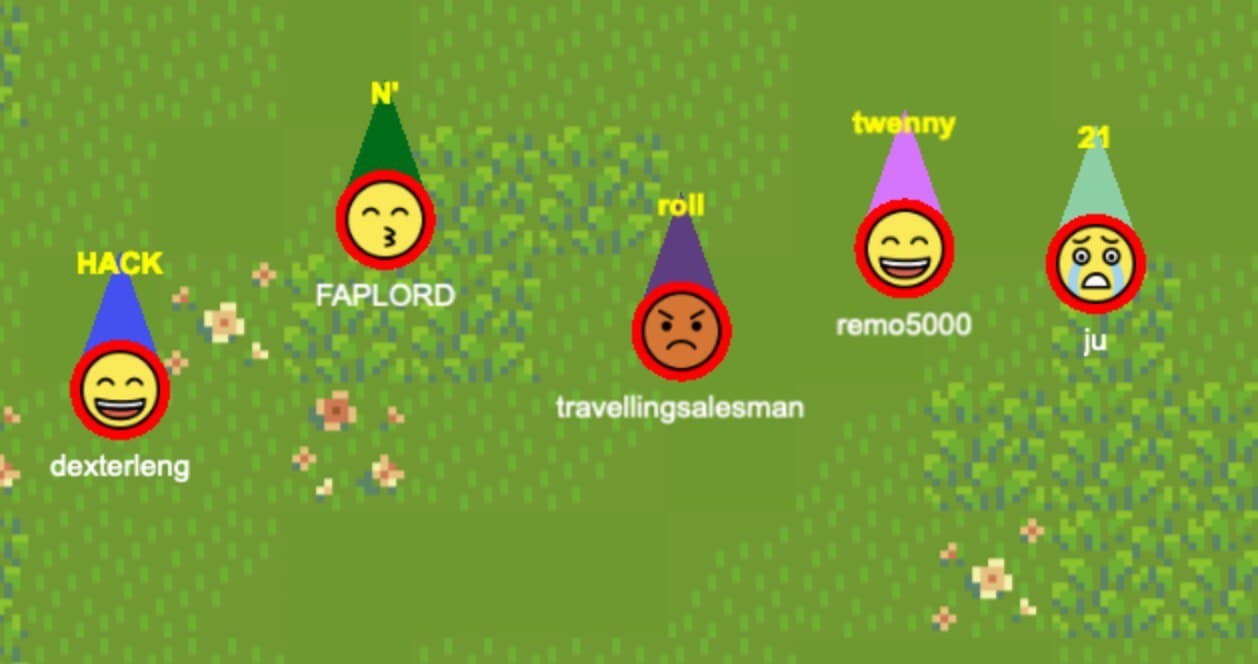 HACK
dexterleng
N'
FAPLORD
roll
travellingsalesman
twenny
remo5000
21
ju